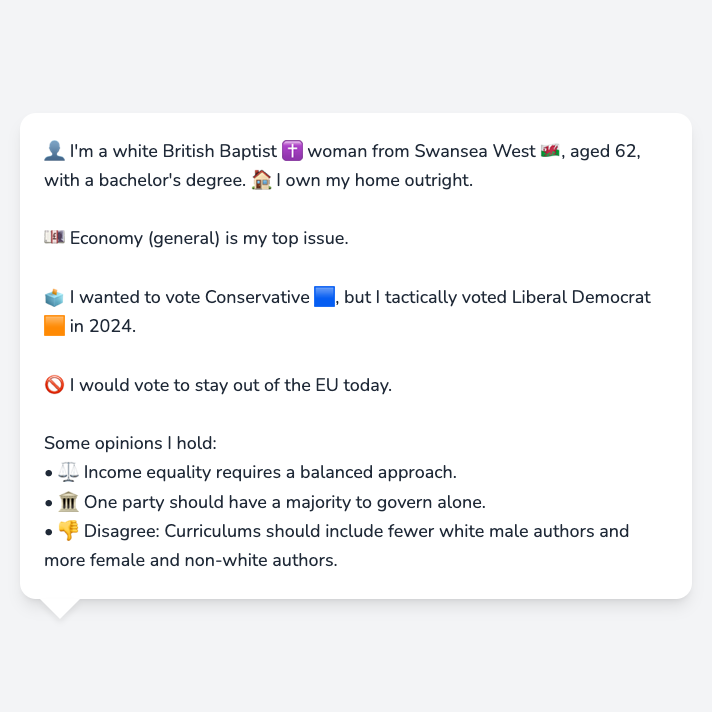 👤 I'm a white British Baptist ✝️ woman from Swansea West 🏴󠁧󠁢󠁷󠁬󠁳󠁿, aged 62,
with a bachelor's degree. 🏠 I own my home outright.
💷 Economy (general) is my top issue.
🗳️ I wanted to vote Conservative 🟦, but I tactically voted Liberal Democrat
🟧 in 2024.
🚫 I would vote to stay out of the EU today.
Some opinions I hold:
• ⚖️ Income equality requires a balanced approach.
• 🏛️ One party should have a majority to govern alone.
• 👎 Disagree: Curriculums should include fewer white male authors and
more female and non-white authors.